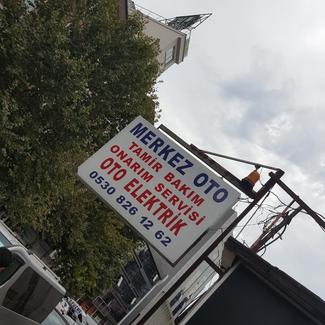 MERKEZ OTO
TAMİR BAKIM
ONARIM SERVİSİ
OTO ELEKTRİK
0530 826 12 62